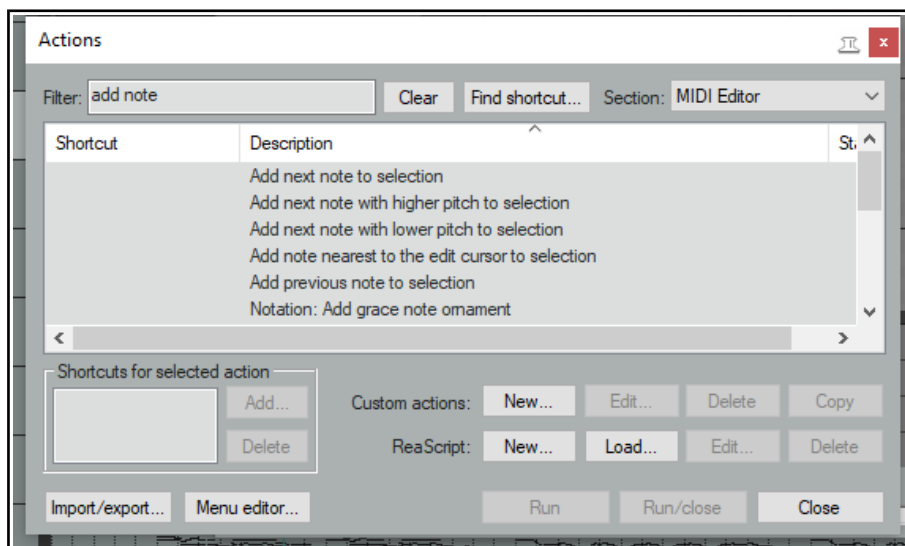 Actions
Filter: add note Clear Find shortcut... Section: MIDI Editor
Shortcut Description Sta
Add next note to selection
Add next note with higher pitch to selection
Add next note with lower pitch to selection
Add note nearest to the edit cursor to selection
Add previous note to selection
Notation: Add grace note ornament
Shortcuts for selected action
Add... Custom actions: New... Edit... Delete Copy
Delete ReaScript: New... Load... Edit... Delete
Import/export... Menu editor... Run Run/close Close